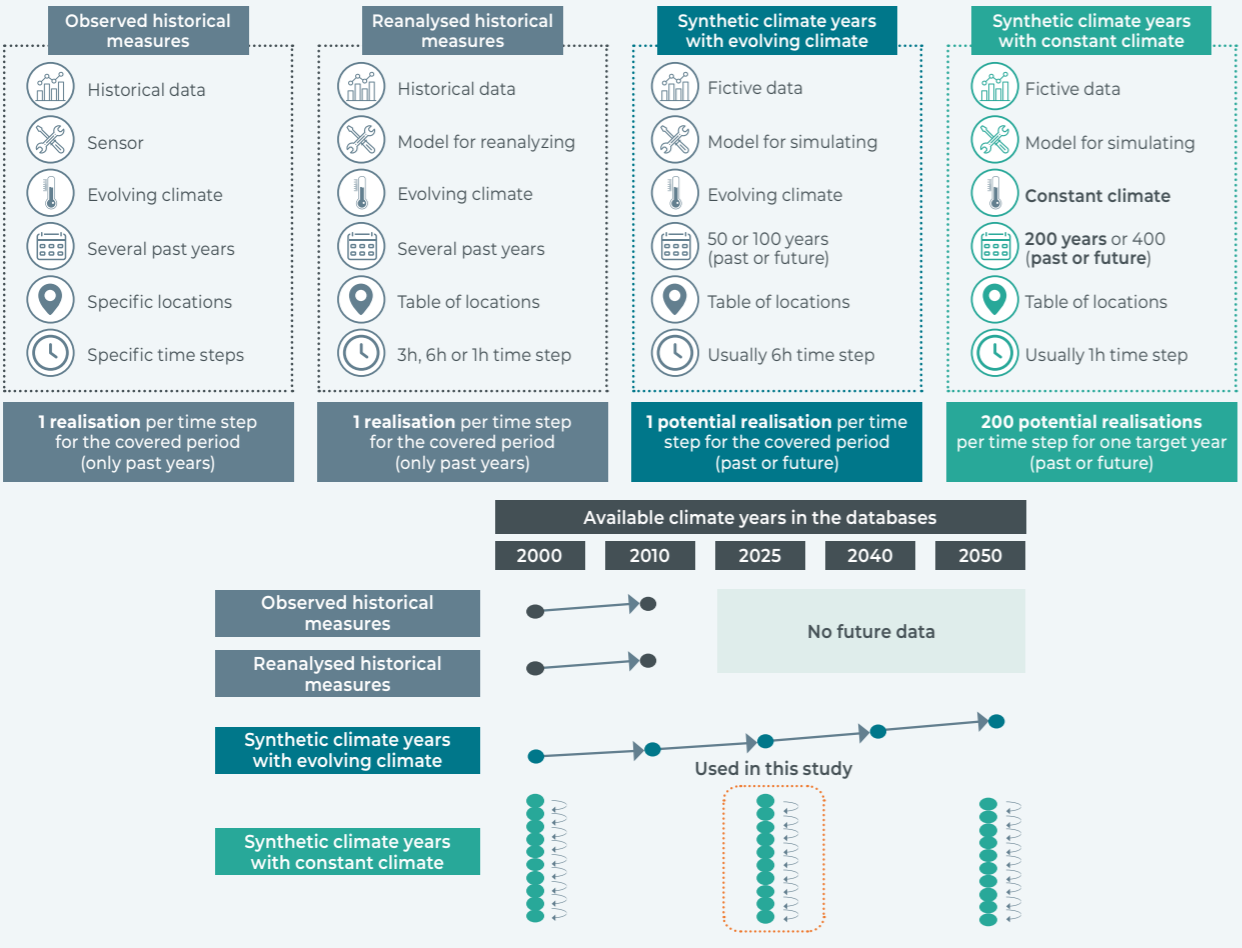 Observed historical
measures
Historical data
Sensor
Evolving climate
Several past years
Specific locations
Specific time steps
1 realisation per time step
for the covered period
(only past years)
Reanalysed historical
measures
Historical data
Model for reanalyzing
Evolving climate
Several past years
Table of locations
3h, 6h or 1h time step
1 realisation per time step
for the covered period
(only past years)
Synthetic climate years
with evolving climate
Fictive data
Model for simulating
Evolving climate
50 or 100 years
(past or future)
Table of locations
Usually 6h time step
1 potential realisation per time
step for the covered period
(past or future)
Synthetic climate years
with constant climate
Fictive data
Model for simulating
Constant climate
200 years or 400
(past or future)
Table of locations
Usually 1h time step
200 potential realisations
per time step for one target year
(past or future)
Available climate years in the databases
2000 2010 2025 2040 2050
Observed historical
measures
No future data
Reanalysed historical
measures
Synthetic climate years
with evolving climate
Used in this study
Synthetic climate years
with constant climate